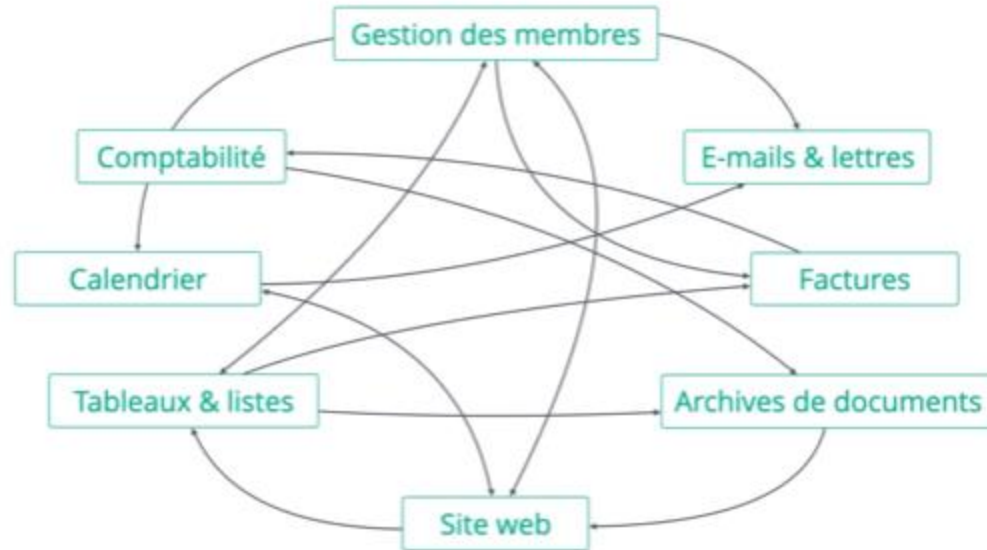 Gestion des membres
Comptabilité
E-mails & lettres
Calendrier
Factures
Tableaux & listes
Archives de documents
Site web